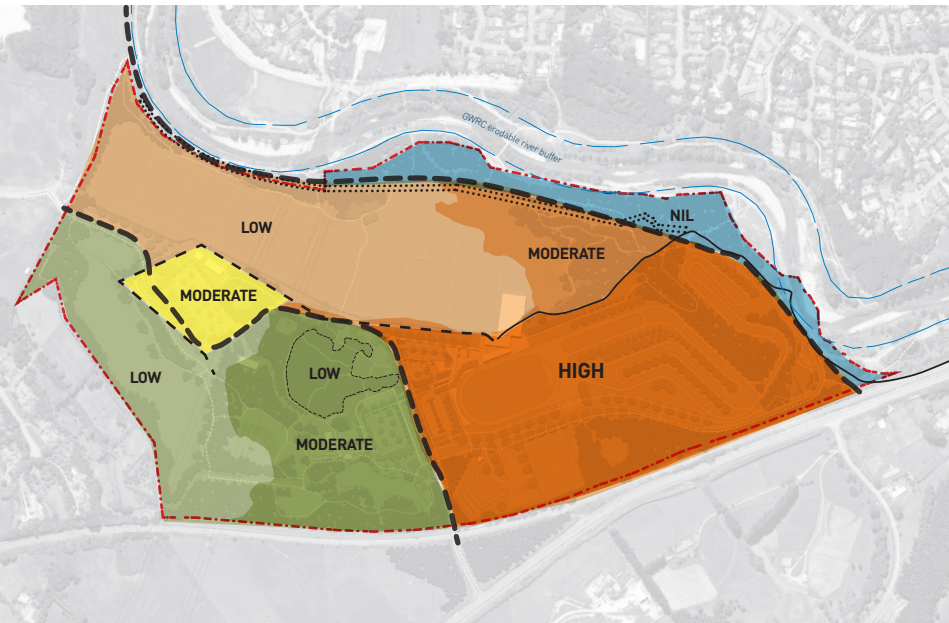 GWRC erodable river buffer
NIL
LOW
MODERATE
MODERATE
HIGH
LOW
LOW
MODERATE